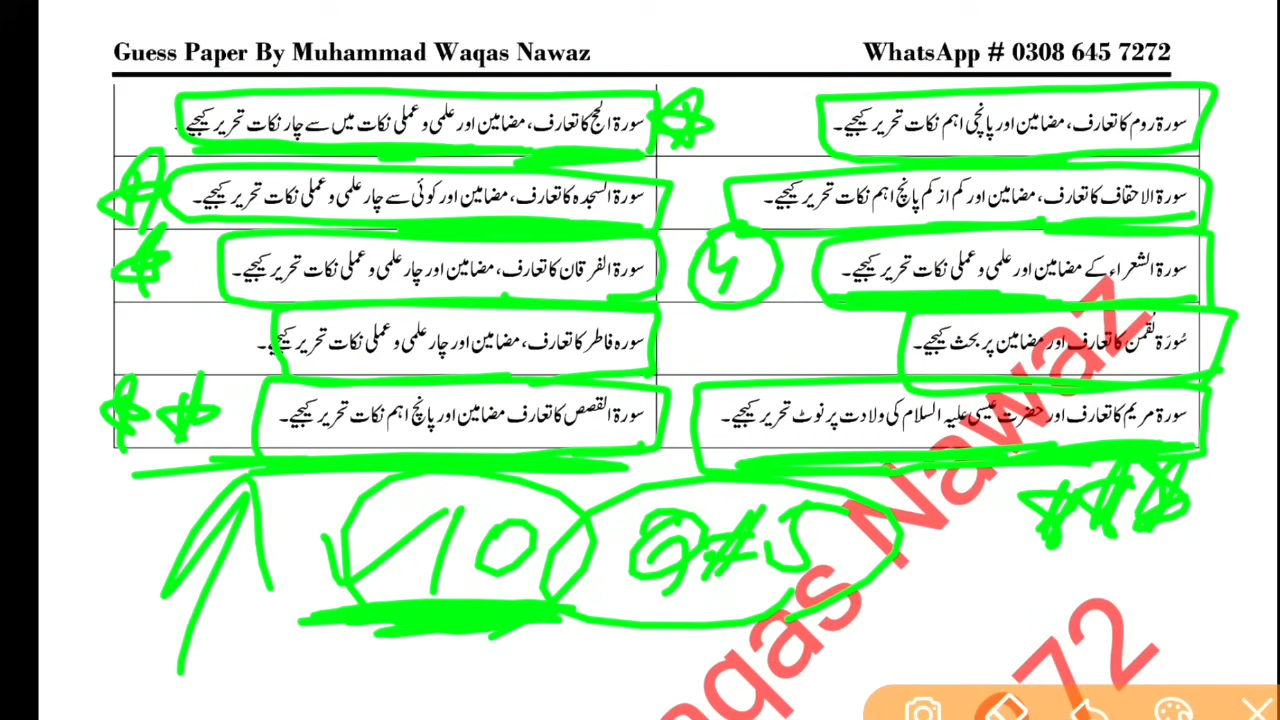 Guess Paper By Muhammad Waqas Nawaz WhatsApp # 0308 645 7272
سورۃ روم کا تعارف، مضامین اور پانچ اہم نکات تحریر کیجیے۔
سورۃ الحج کا تعارف، مضامین اور علمی و عملی نکات میں سے چار نکات تحریر کیجیے۔
سورۃ الاحقاف کا تعارف، مضامین اور کم از کم پانچ اہم نکات تحریر کیجیے۔
سورۃ السجدہ کا تعارف، مضامین اور کوئی سے چار علمی و عملی نکات تحریر کیجیے۔
سورۃ الشعراء کے مضامین اور علمی و عملی نکات تحریر کیجیے۔
4
سورۃ الفرقان کا تعارف، مضامین اور چار علمی و عملی نکات تحریر کیجیے۔
سُورَۃ لقمٰن کا تعارف اور مضامین پر بحث کیجیے۔
سورہ فاطر کا تعارف، مضامین اور چار علمی و عملی نکات تحریر کیجیے۔
سورۃ مریم کا تعارف اور حضرت عیسیٰ علیہ السلام کی ولادت پر نوٹ تحریر کیجیے۔
سورۃ القصص کا تعارف مضامین اور پانچ اہم نکات تحریر کیجیے۔
10 Q#5
qas Nawaz
72